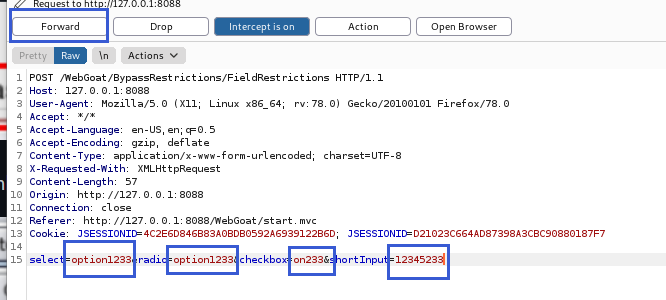 Request to http://127.0.0.1:8088
Forward Drop Intercept is on Action Open Browser
Pretty Raw \n Actions
1 POST /WebGoat/BypassRestrictions/FieldRestrictions HTTP/1.1
2 Host: 127.0.0.1:8088
3 User-Agent: Mozilla/5.0 (X11; Linux x86_64; rv:78.0) Gecko/20100101 Firefox/78.0
4 Accept: */*
5 Accept-Language: en-US,en;q=0.5
6 Accept-Encoding: gzip, deflate
7 Content-Type: application/x-www-form-urlencoded; charset=UTF-8
8 X-Requested-With: XMLHttpRequest
9 Content-Length: 57
10 Origin: http://127.0.0.1:8088
11 Connection: close
12 Referer: http://127.0.0.1:8088/WebGoat/start.mvc
13 Cookie: JSESSIONID=4C2E6D846B83A0BDB0592A6939122B6D; JSESSIONID=D21023C664AD87398A3CBC90880187F7
14
15 select=option1233&radio=option1233&checkbox=on233&shortInput=12345233